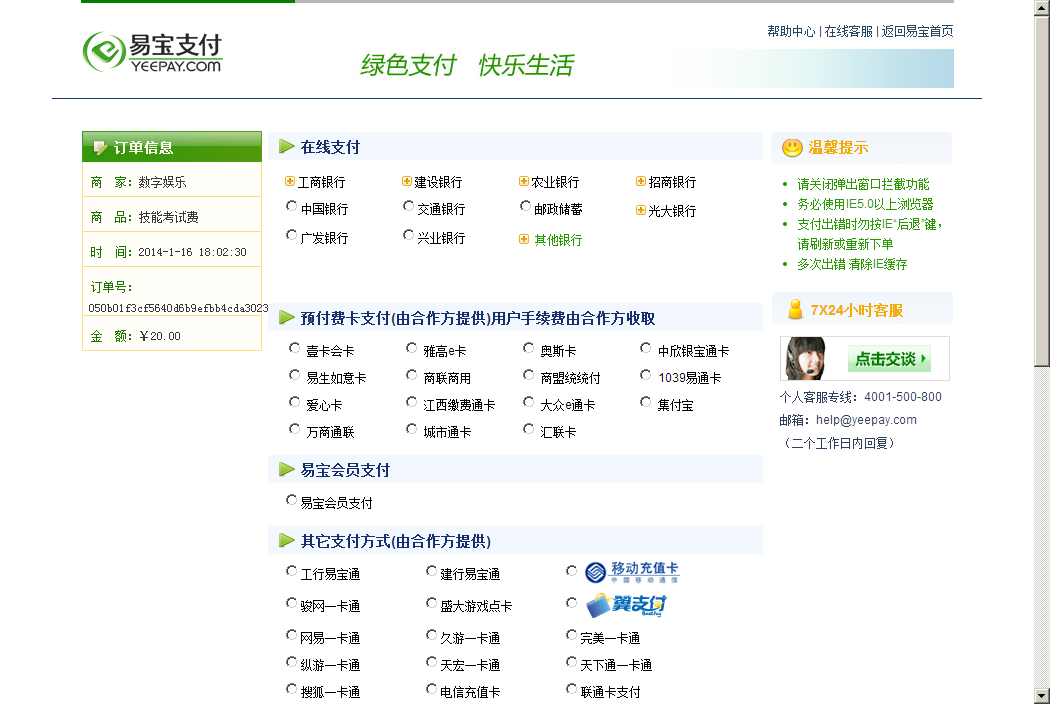 易宝支付
YEEPAY.COM
绿色支付 快乐生活
帮助中心 | 在线客服 | 返回易宝首页
订单信息
商 家：数字娱乐
商 品：技能考试费
时 间：2014-1-16 18:02:30
订单号：
050b01f3cf5640d6b9efbb4cda3023
金 额：￥20.00
在线支付
工商银行 建设银行 农业银行 招商银行
中国银行 交通银行 邮政储蓄 光大银行
广发银行 兴业银行 其他银行
预付费卡支付(由合作方提供)用户手续费由合作方收取
壹卡会卡 雅高e卡 奥斯卡 中欣银宝通卡
易生如意卡 商联商用 商盟统统付 1039易通卡
爱心卡 江西缴费通卡 大众e通卡 集付宝
万商通联 城市通卡 汇联卡
易宝会员支付
易宝会员支付
其它支付方式(由合作方提供)
工行易宝通 建行易宝通 移动充值卡
中国移动通信
骏网一卡通 盛大游戏点卡 翼支付
网易一卡通 久游一卡通 完美一卡通
纵游一卡通 天宏一卡通 天下通一卡通
搜狐一卡通 电信充值卡 联通卡支付
温馨提示
请关闭弹出窗口拦截功能
务必使用IE5.0以上浏览器
支付出错时勿按IE“后退”键，
请刷新或重新下单
多次出错 清除IE缓存
7X24小时客服
点击交谈
个人客服专线：4001-500-800
邮箱：help@yeepay.com
（二个工作日内回复）